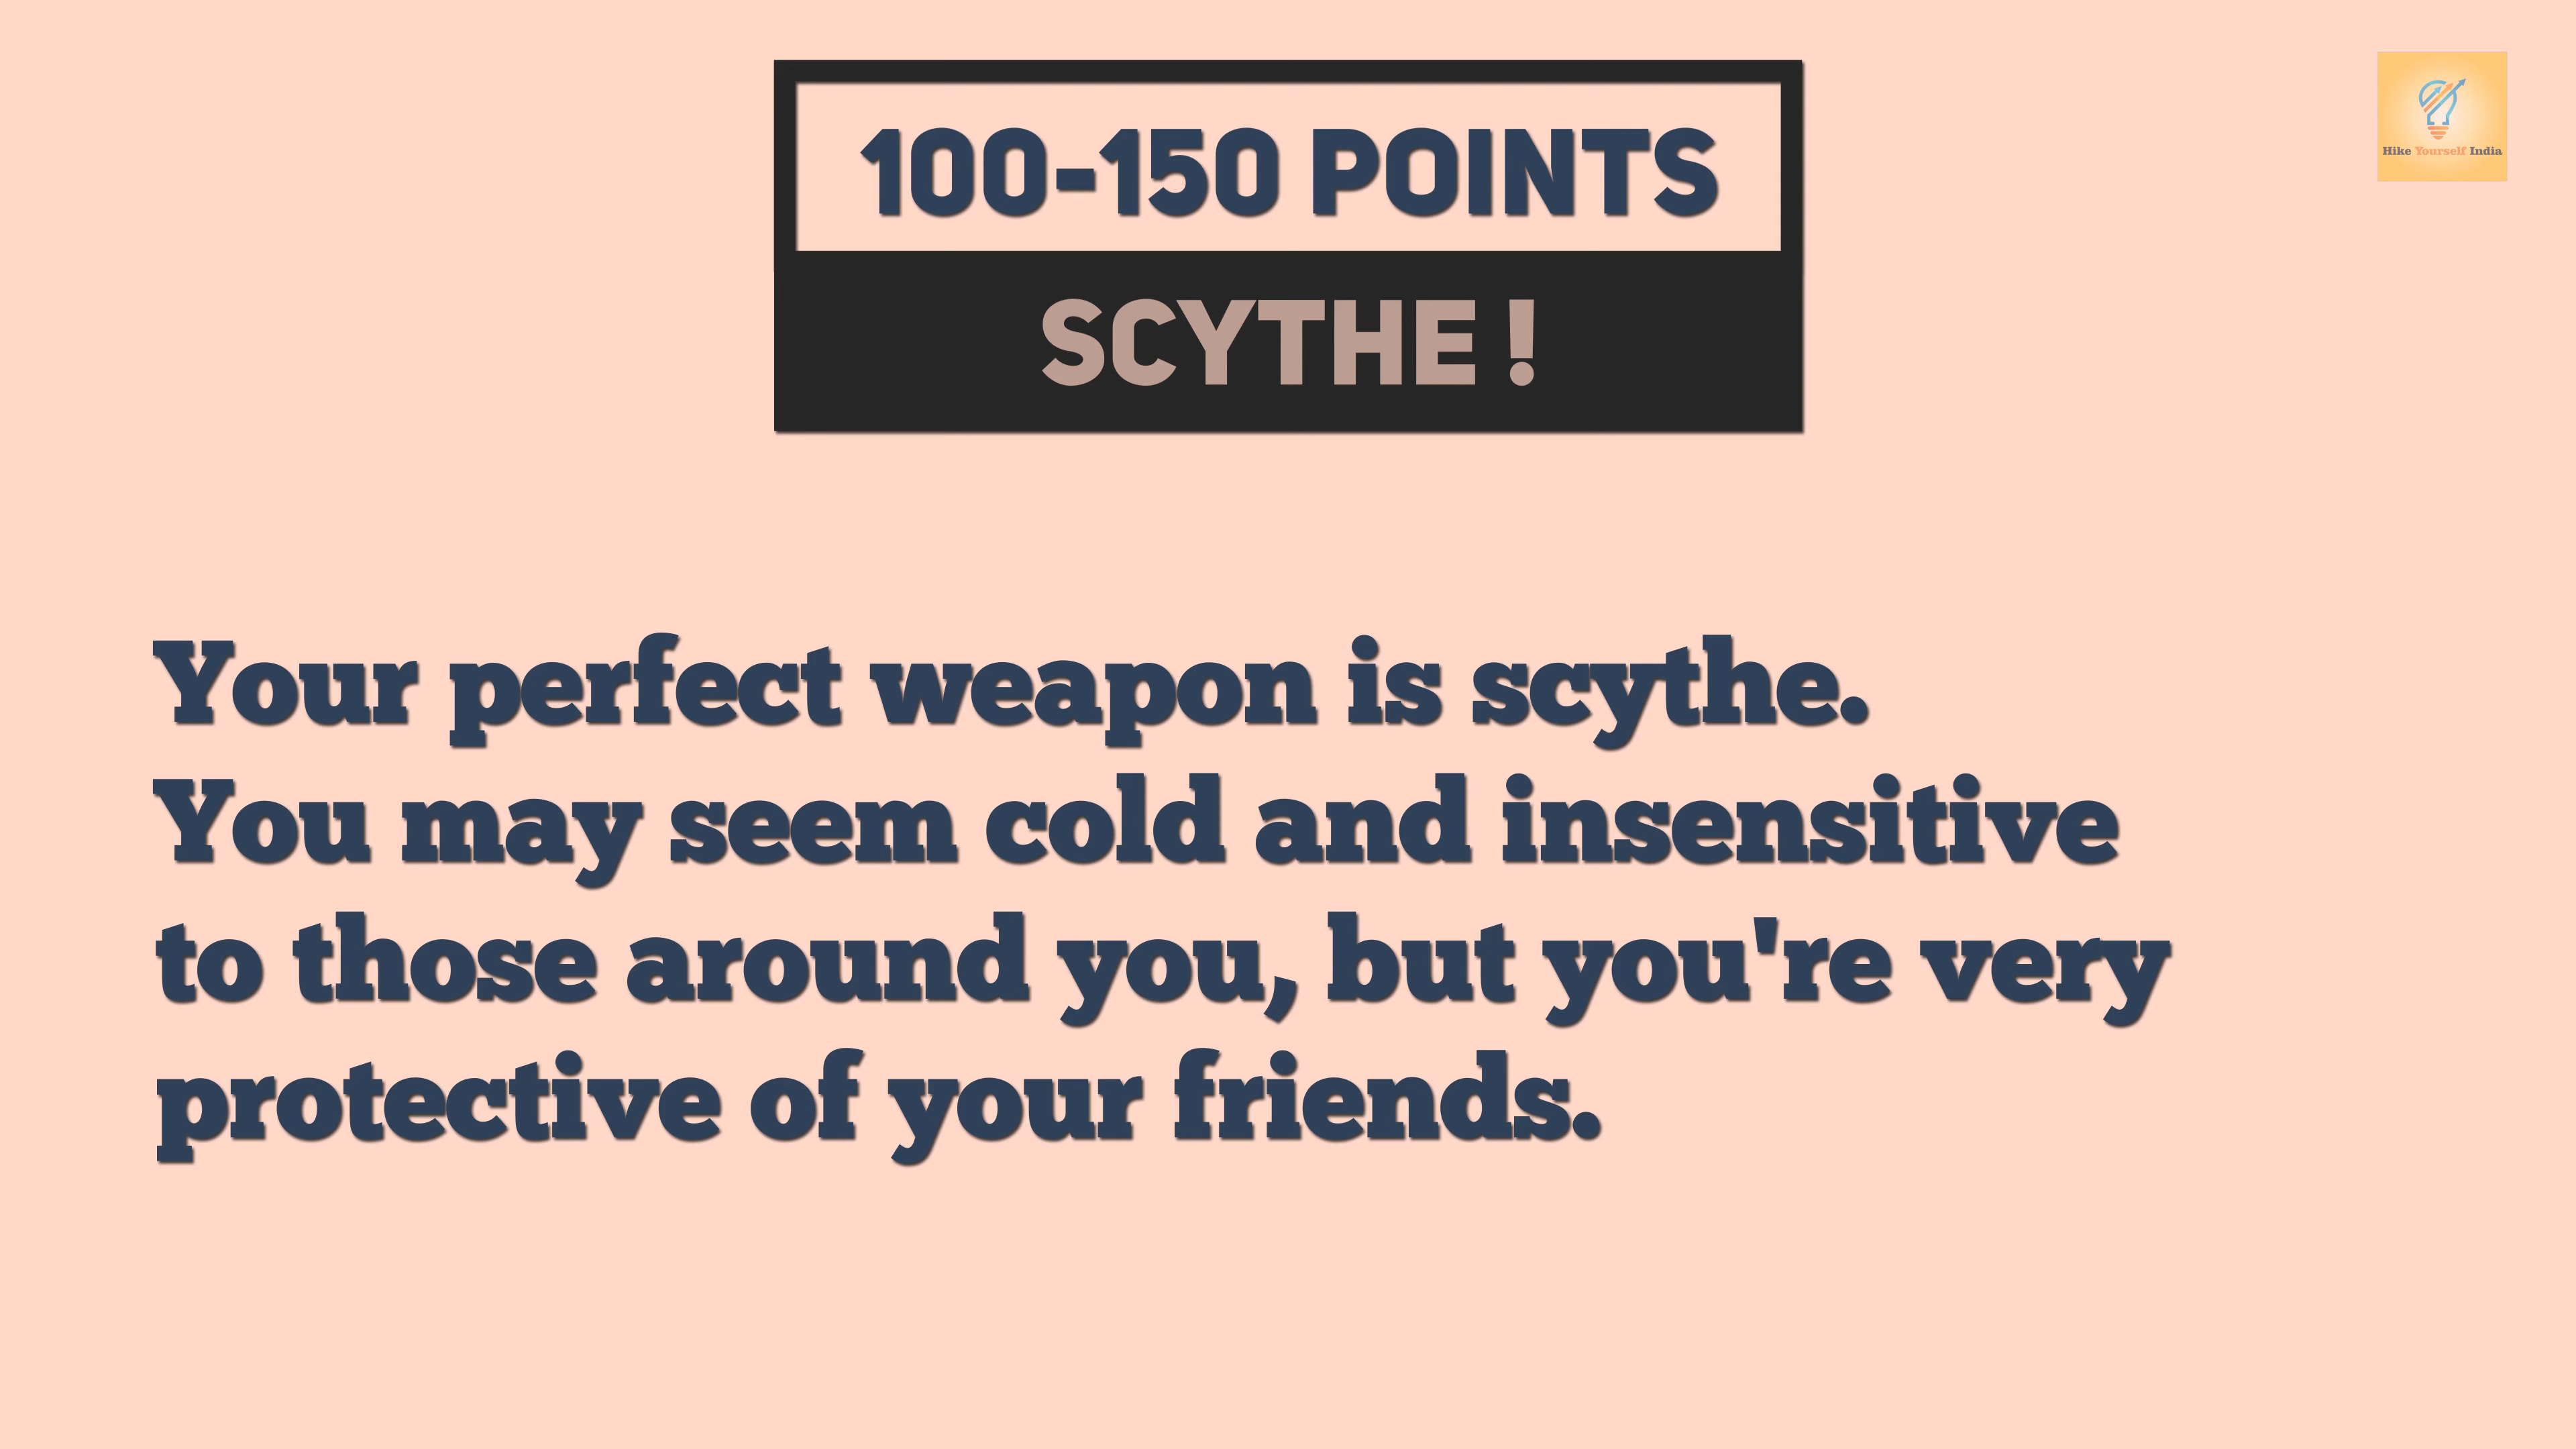 100-150 POINTS
Hike Yourself India
SCYTHE !
Your perfect weapon is scythe.
You may seem cold and insensitive
to those around you, but you're very
protective of your friends.